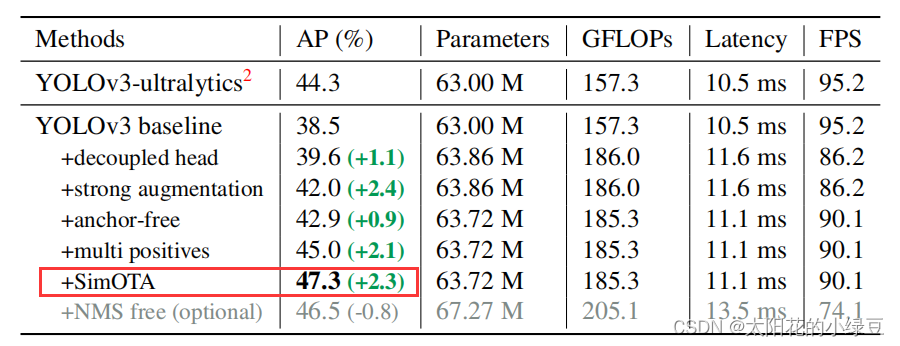 Methods AP (%) Parameters GFLOPs Latency FPS
YOLOv3-ultralytics2 44.3 63.00 M 157.3 10.5 ms 95.2
YOLOv3 baseline 38.5 63.00 M 157.3 10.5 ms 95.2
+decoupled head 39.6 (+1.1) 63.86 M 186.0 11.6 ms 86.2
+strong augmentation 42.0 (+2.4) 63.86 M 186.0 11.6 ms 86.2
+anchor-free 42.9 (+0.9) 63.72 M 185.3 11.1 ms 90.1
+multi positives 45.0 (+2.1) 63.72 M 185.3 11.1 ms 90.1
+SimOTA 47.3 (+2.3) 63.72 M 185.3 11.1 ms 90.1
+NMS free (optional) 46.5 (-0.8) 67.27 M 205.1 13.5 ms 74.1
CSDN @太阳花的小绿豆